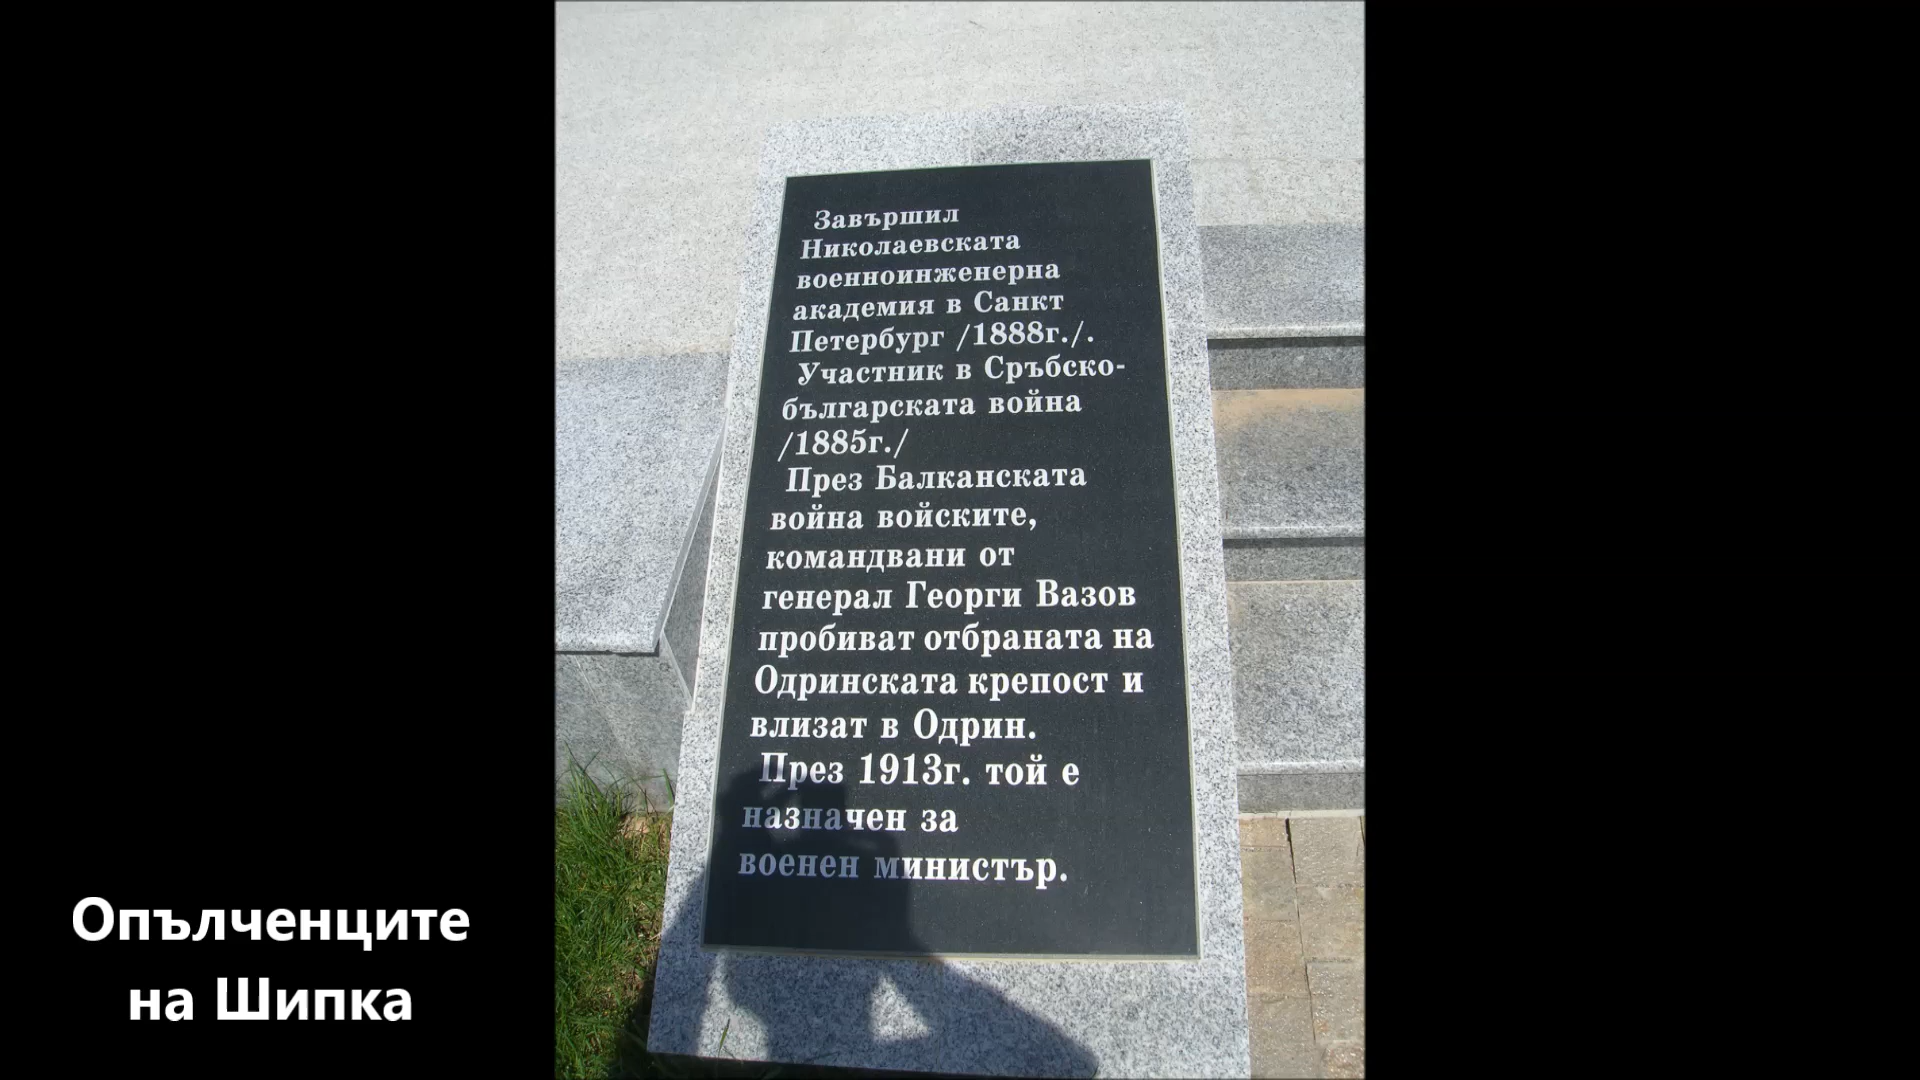 Завършил
Николаевската
военноинженерна
академия в Санкт
Петербург /1888г./.
Участник в Сръбско-
българската война
/1885г./
През Балканската
война войските,
командвани от
генерал Георги Вазов
пробиват отбраната на
Одринската крепост и
влизат в Одрин.
През 1913г. той е
назначен за
военен министър.
Опълченците
на Шипка